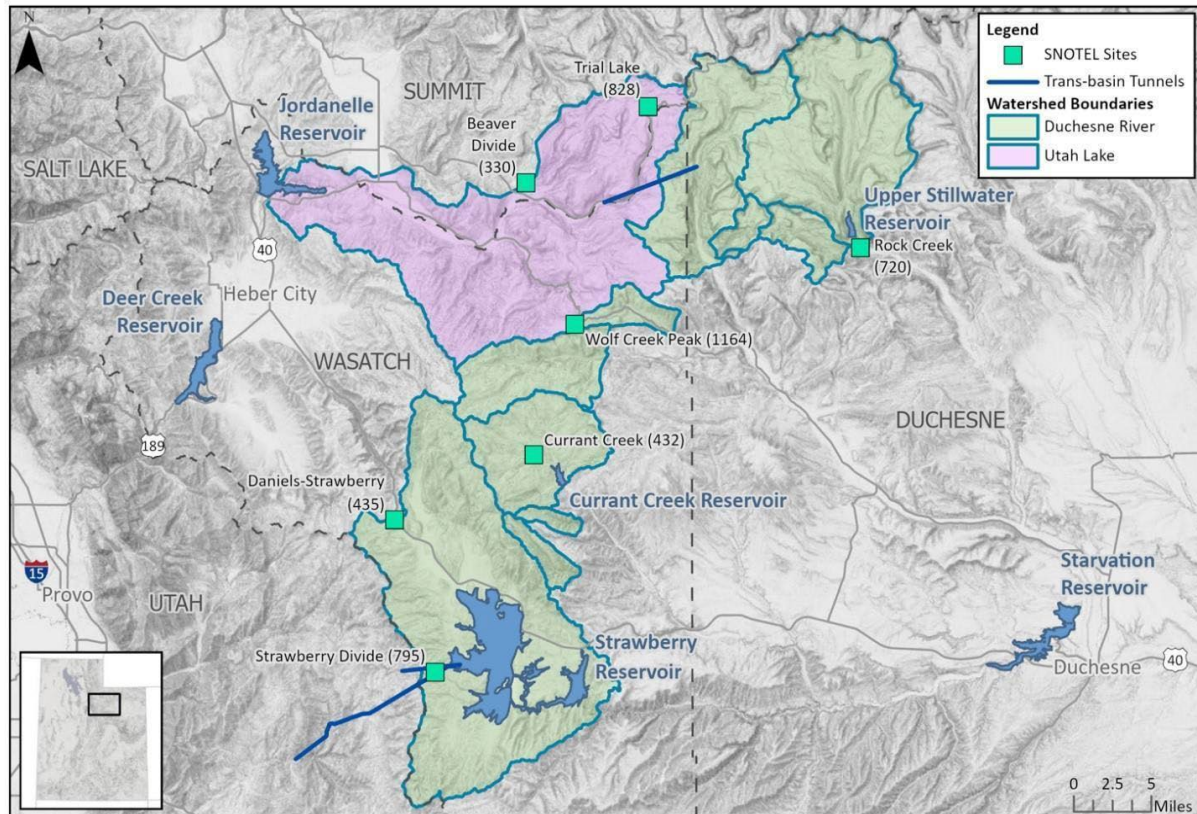 N
Legend
SNOTEL Sites
Trans-basin Tunnels
Watershed Boundaries
Duchesne River
Utah Lake
Trial Lake
(828)
SUMMIT
Jordanelle
Reservoir
Beaver
Divide
(330)
SALT LAKE
Upper Stillwater
Reservoir
Rock Creek
(720)
40
Heber City
Deer Creek
Reservoir
Wolf Creek Peak (1164)
WASATCH
DUCHESNE
189
Currant Creek (432)
Daniels-Strawberry
(435)
Currant Creek Reservoir
15
Provo
UTAH
Starvation
Reservoir
Strawberry
Reservoir
Strawberry Divide (795)
Duchesne
40
0 2.5 5
Miles